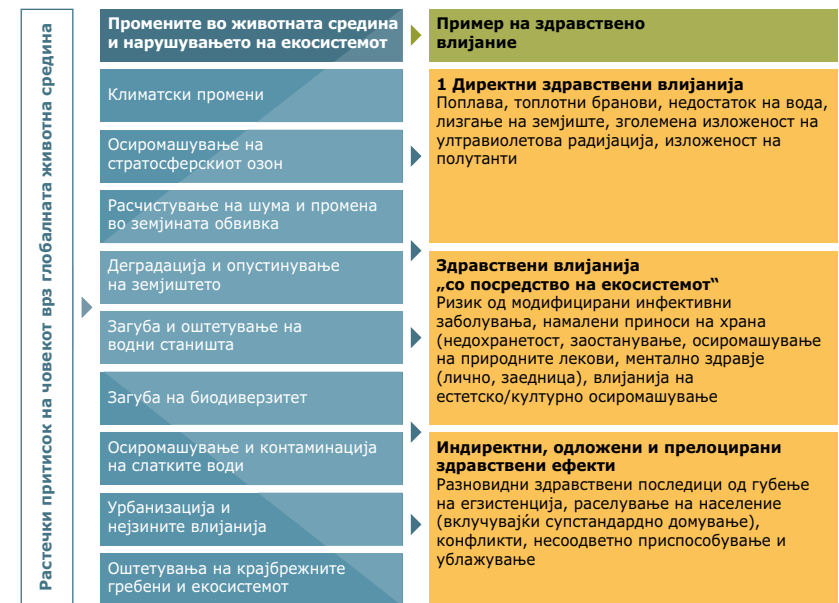 Растечки притисок на човекот врз глобалната животна средина
Промените во животната средина
и нарушувањето на екосистемот
Климатски промени
Осиромашување на
стратосферскиот озон
Расчистување на шума и промена
во земјината обвивка
Деградација и опустинување
на земјиштето
Загуба и оштетување на
водни станишта
Загуба на биодиверзитет
Осиромашување и контаминација
на слатките води
Урбанизација и
нејзините влијанија
Оштетувања на крајбрежните
гребени и екосистемот
Пример на здравствено
влијание
1 Директни здравствени влијанија
Поплава, топлотни бранови, недостаток на вода,
лизгање на земјиште, зголемена изложеност на
ултравиолетова радијација, изложеност на
полутанти
Здравствени влијанија
„со посредство на екосистемот“
Ризик од модифицирани инфективни
заболувања, намалени приноси на храна
(недохранетост, заостанување, осиромашување
на природните лекови, ментално здравје
(лично, заедница), влијанија на
естетско/културно осиромашување
Индиректни, одложени и прелоцирани
здравствени ефекти
Разновидни здравствени последици од губење
на егзистенција, раселување на население
(вклучувајќи супстандардно домување),
конфликти, несоодветно приспособување и
ублажување